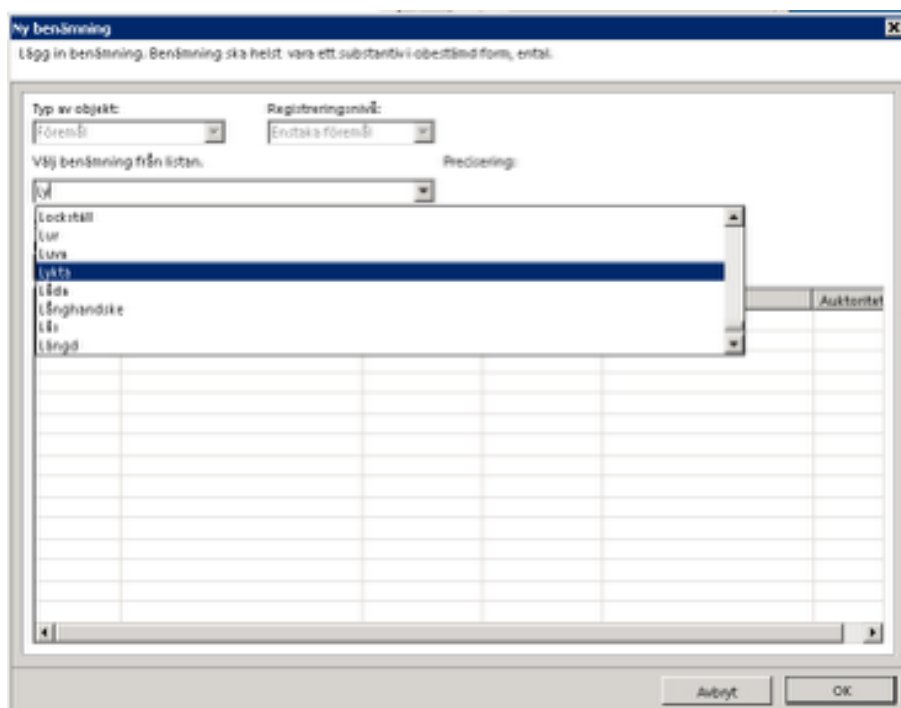 Ny benämning
Lägg in benämning. Benämning ska helst vara ett substantiv i obestämd form, ental.
Typ av objekt: Registreringsnivå:
Föremål Enstaka föremål
Välj benämning från listan. Precisering:
Ly
Lockställ
Lur
Luva
Lykta
Låda
Långhandske
Lås
Längd
Auktoritet
Avbryt OK